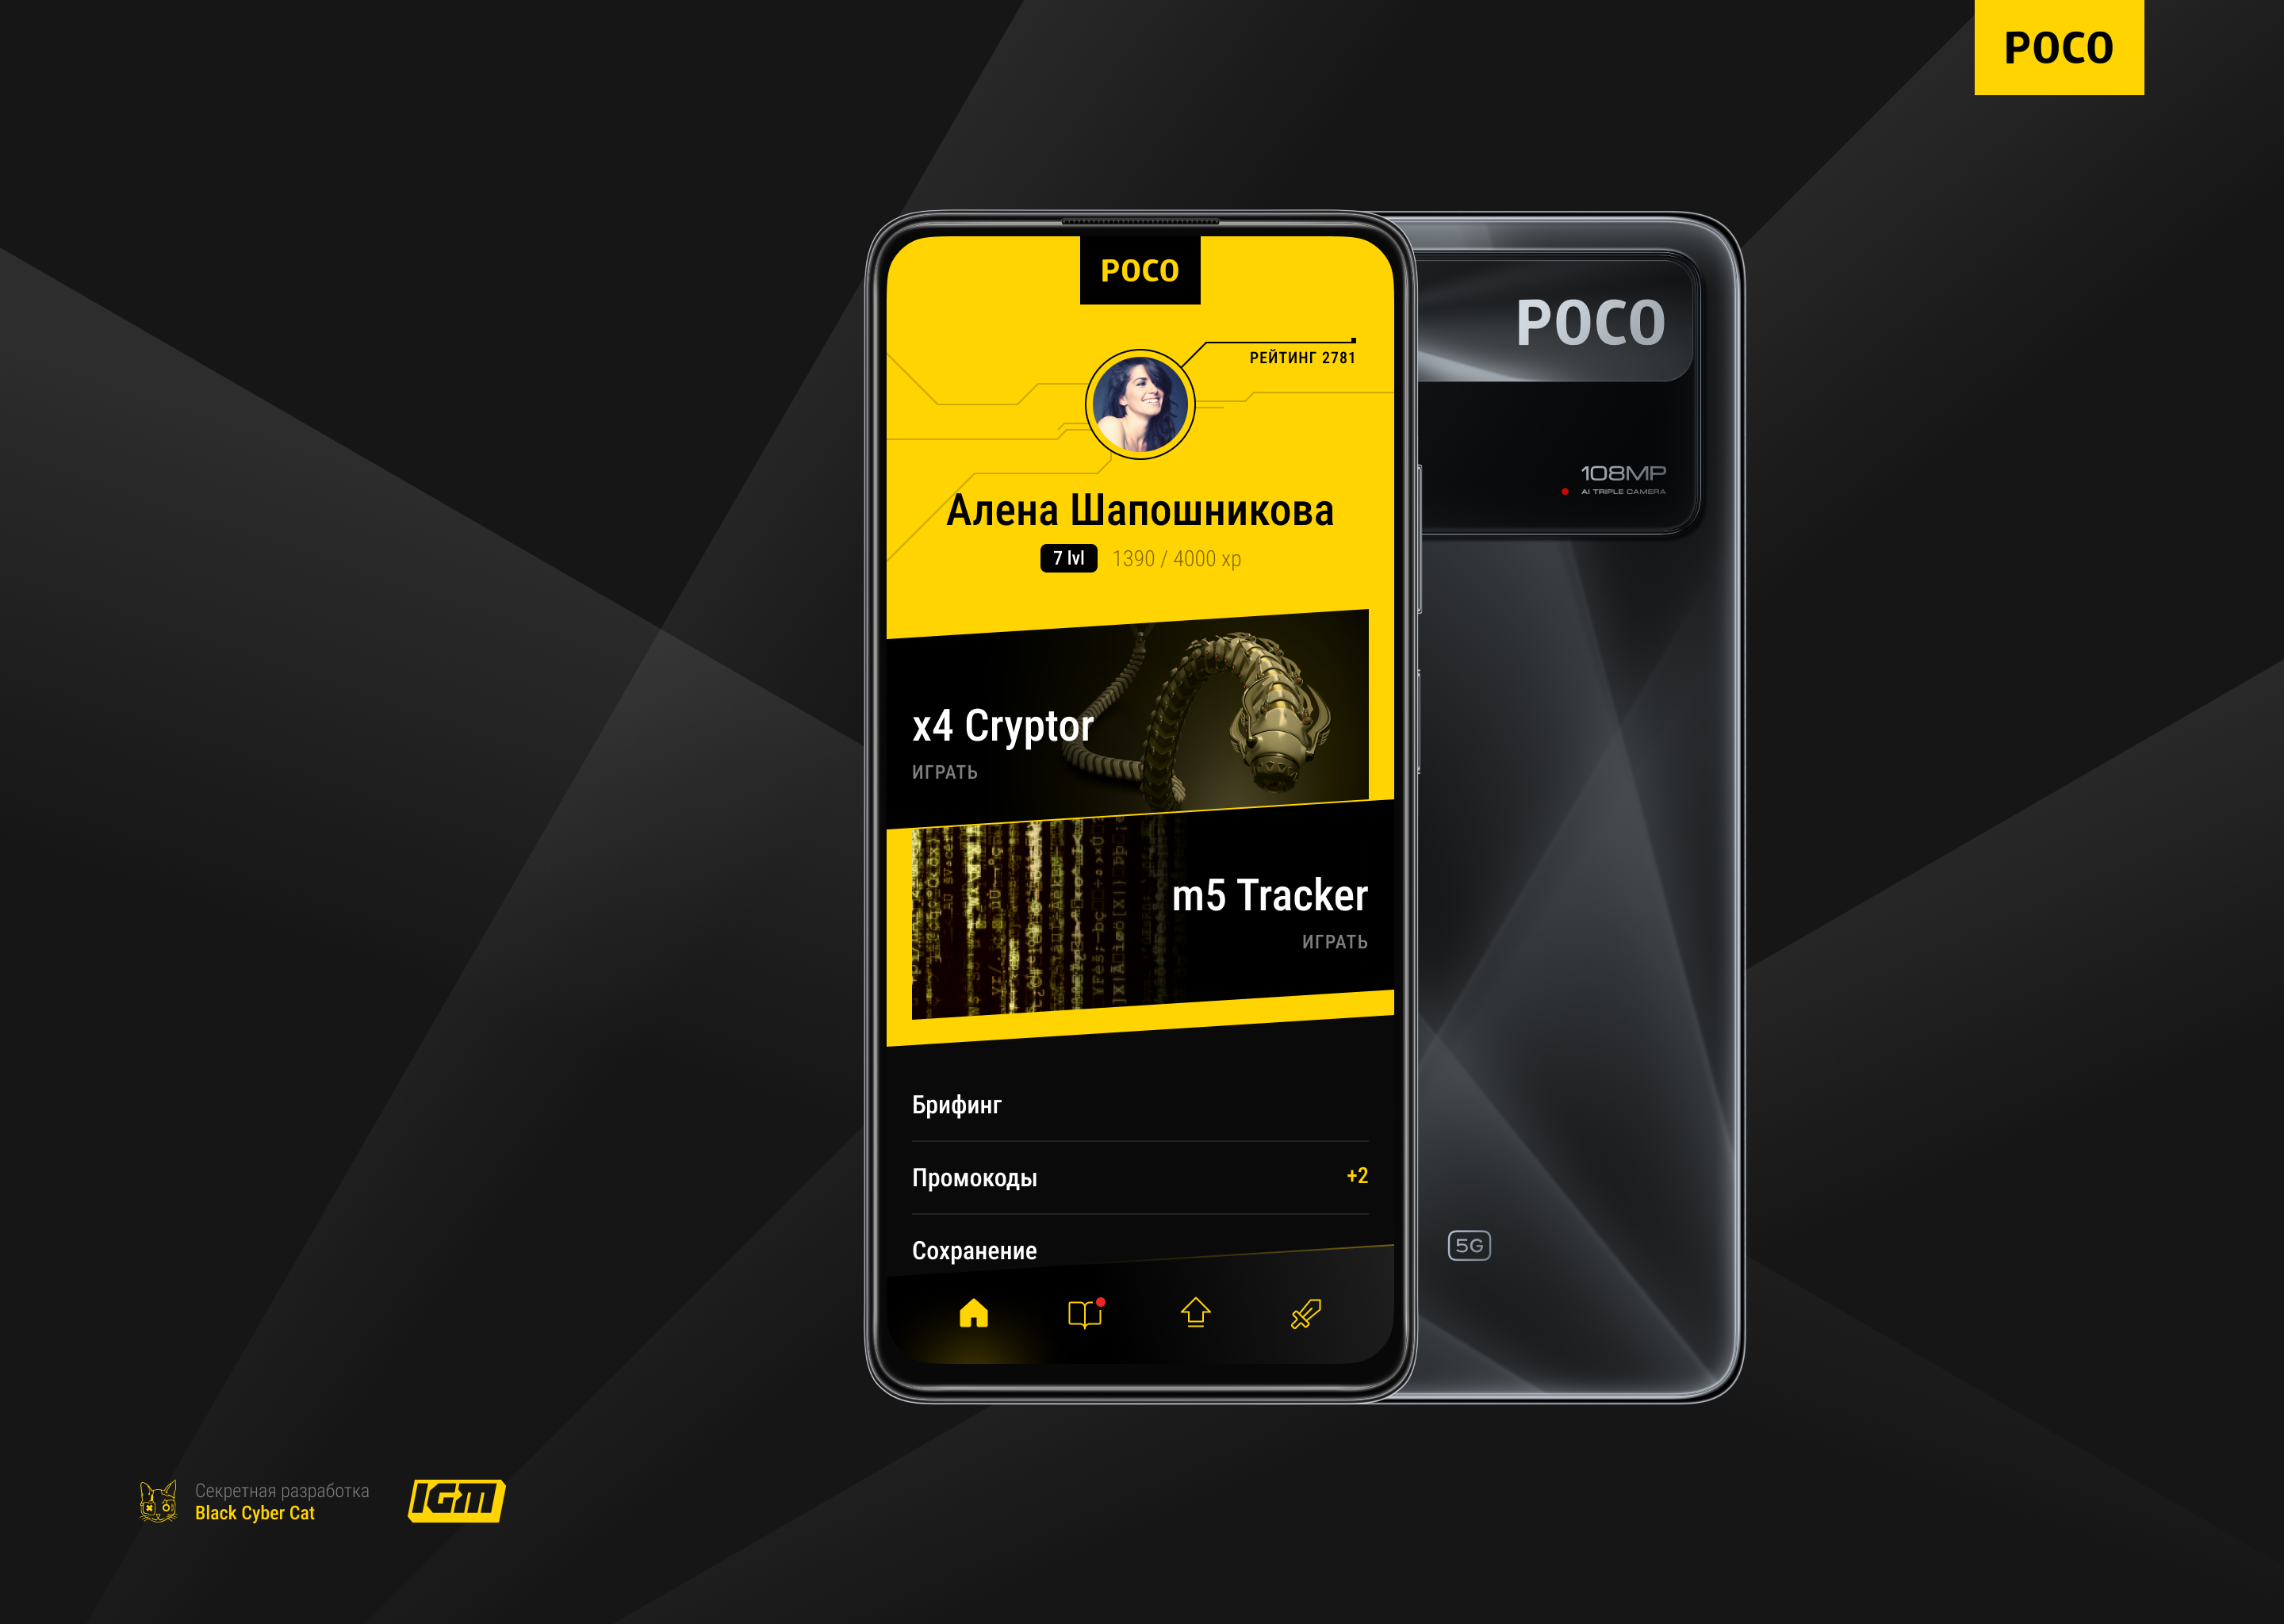 POCO
POCO
РЕЙТИНГ 2781
Алена Шапошникова
7 lvl 1390 / 4000 xp
x4 Cryptor
ИГРАТЬ
m5 Tracker
ИГРАТЬ
Брифинг
Промокоды +2
Сохранение
POCO
108MP
AI TRIPLE CAMERA
5G
Секретная разработка
Black Cyber Cat
IGM